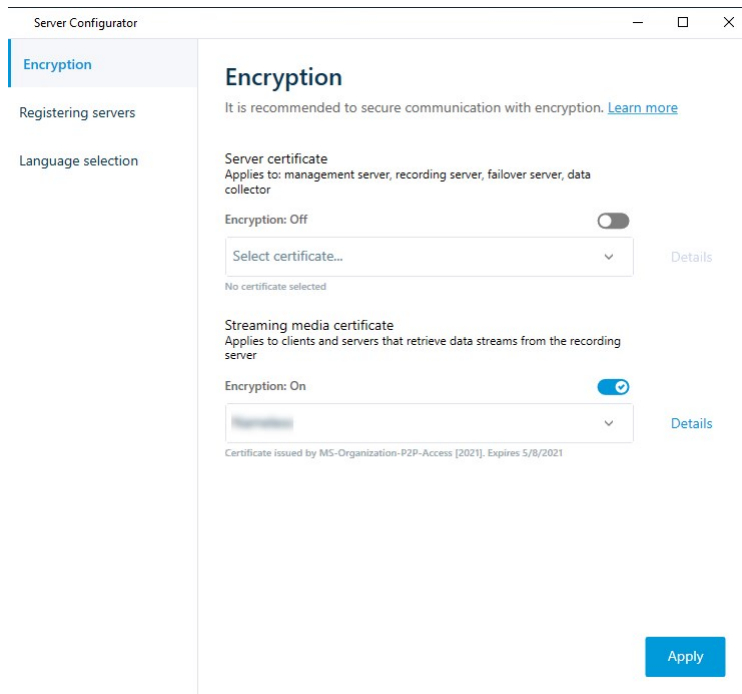 Server Configurator
Encryption
Registering servers
Language selection
Encryption
It is recommended to secure communication with encryption. Learn more
Server certificate
Applies to: management server, recording server, failover server, data
collector
Encryption: Off
Select certificate...
Details
No certificate selected
Streaming media certificate
Applies to clients and servers that retrieve data streams from the recording
server
Encryption: On
Details
Certificate issued by MS-Organization-P2P-Access [2021]. Expires 5/8/2021
Apply